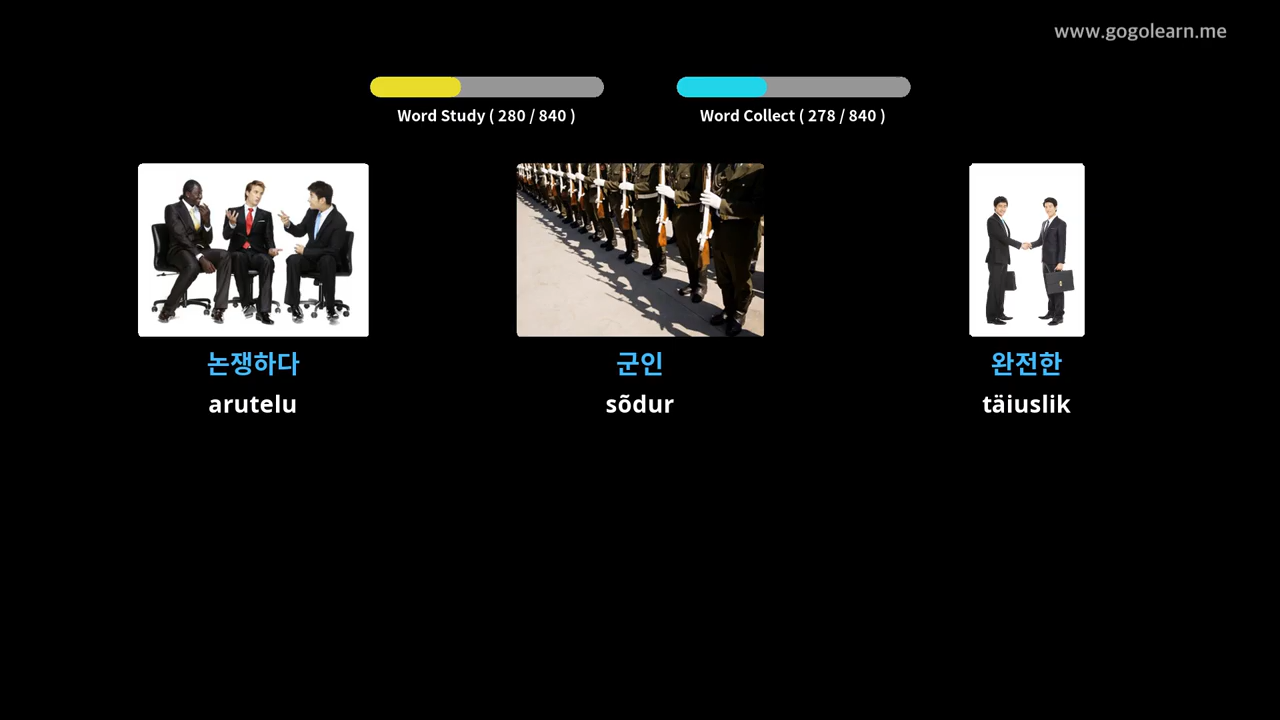 www.gogolearn.me
Word Study ( 280 / 840 )
Word Collect ( 278 / 840 )
논쟁하다
군인
완전한
arutelu
sõdur
täiuslik